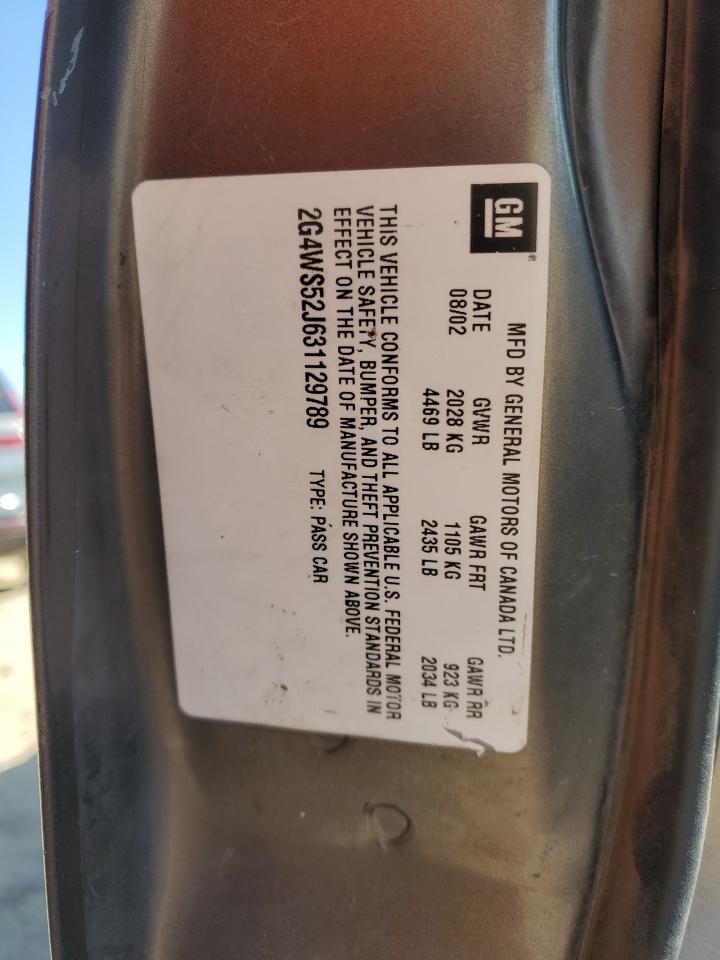 GM
MFD BY GENERAL MOTORS OF CANADA LTD.
DATE GVWR GAWR FRT GAWR RR
08/02 2028 KG 1105 KG 923 KG
4469 LB 2435 LB 2034 LB
THIS VEHICLE CONFORMS TO ALL APPLICABLE U.S. FEDERAL MOTOR
VEHICLE SAFETY, BUMPER, AND THEFT PREVENTION STANDARDS IN
EFFECT ON THE DATE OF MANUFACTURE SHOWN ABOVE.
2G4WS52J631129789 TYPE: PASS CAR